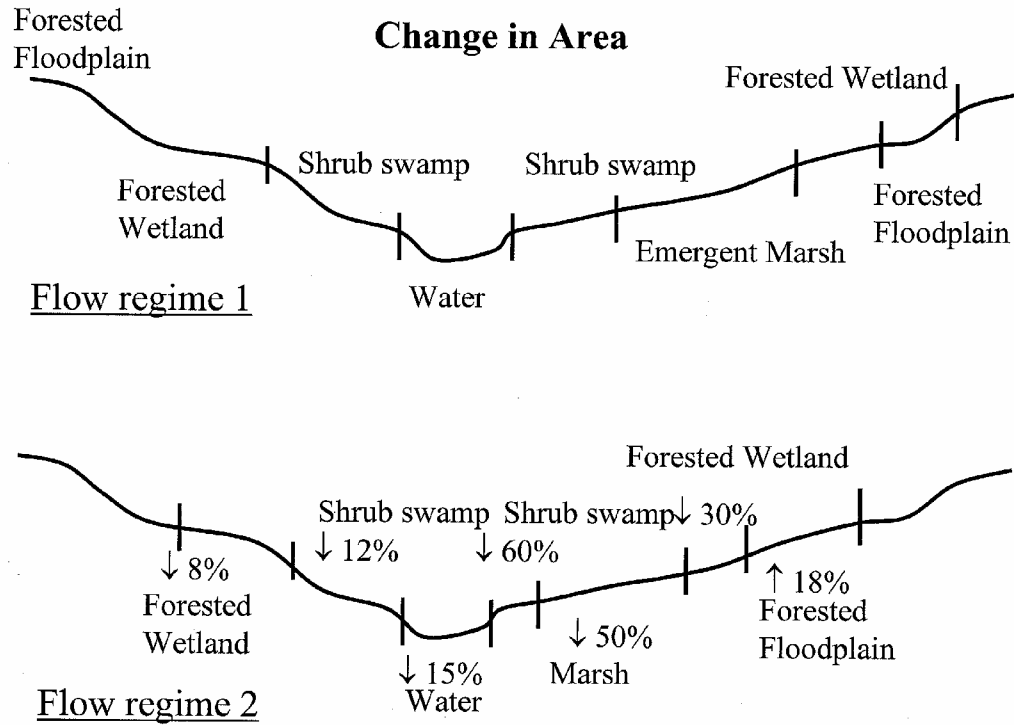 Forested
Floodplain
Change in Area
Forested Wetland
Shrub swamp
Shrub swamp
Forested
Wetland
Forested
Floodplain
Emergent Marsh
Water
Flow regime 1
Forested Wetland
Shrub swamp
Shrub swamp
↓ 30%
↓ 12%
↓ 60%
↓ 8%
↑ 18%
Forested
Wetland
Forested
Floodplain
↓ 50%
Marsh
↓ 15%
Water
Flow regime 2